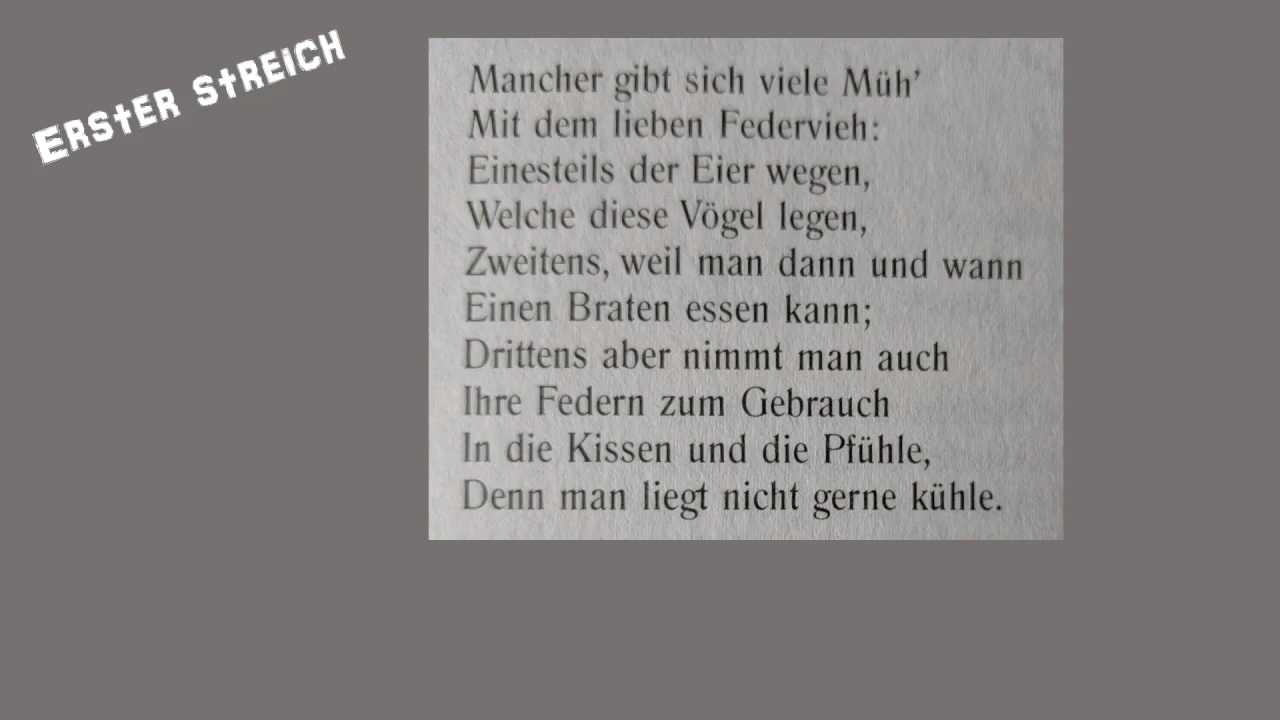 ERSTER STREICH
Mancher gibt sich viele Müh'
Mit dem lieben Federvieh:
Einesteils der Eier wegen,
Welche diese Vögel legen,
Zweitens, weil man dann und wann
Einen Braten essen kann;
Drittens aber nimmt man auch
Ihre Federn zum Gebrauch
In die Kissen und die Pfühle,
Denn man liegt nicht gerne kühle.